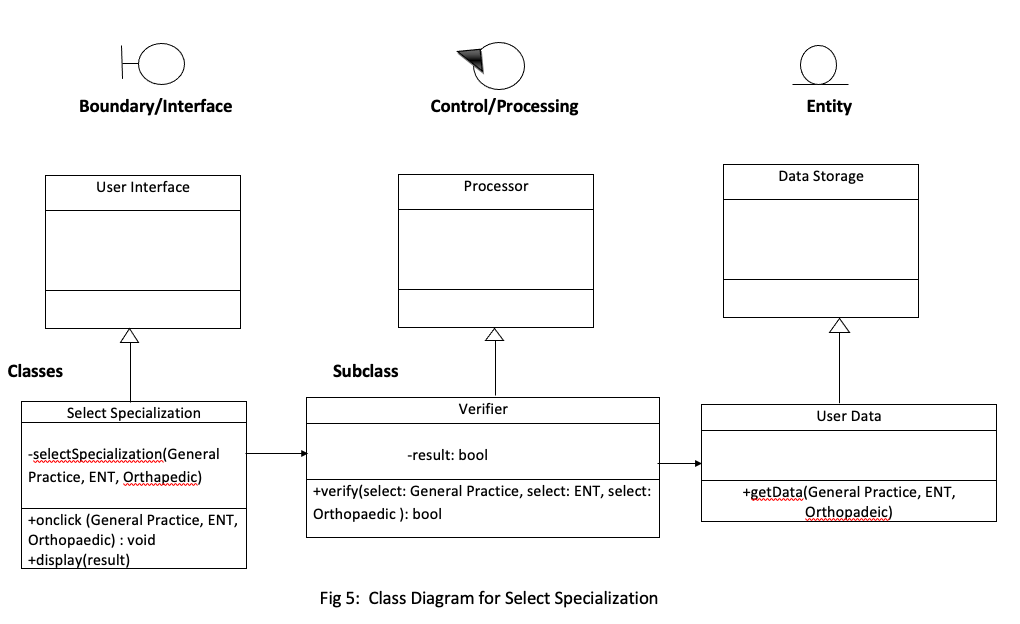 Boundary/Interface
Control/Processing
Entity
User Interface
Processor
Data Storage
Classes
Subclass
Select Specialization
-selectSpecialization(General
Practice, ENT, Orthapedic)
+onclick (General Practice, ENT,
Orthopaedic) : void
+display(result)
Verifier
-result: bool
+verify(select: General Practice, select: ENT, select:
Orthopaedic ): bool
User Data
+getData(General Practice, ENT,
Orthopadeic)
Fig 5:  Class Diagram for Select Specialization